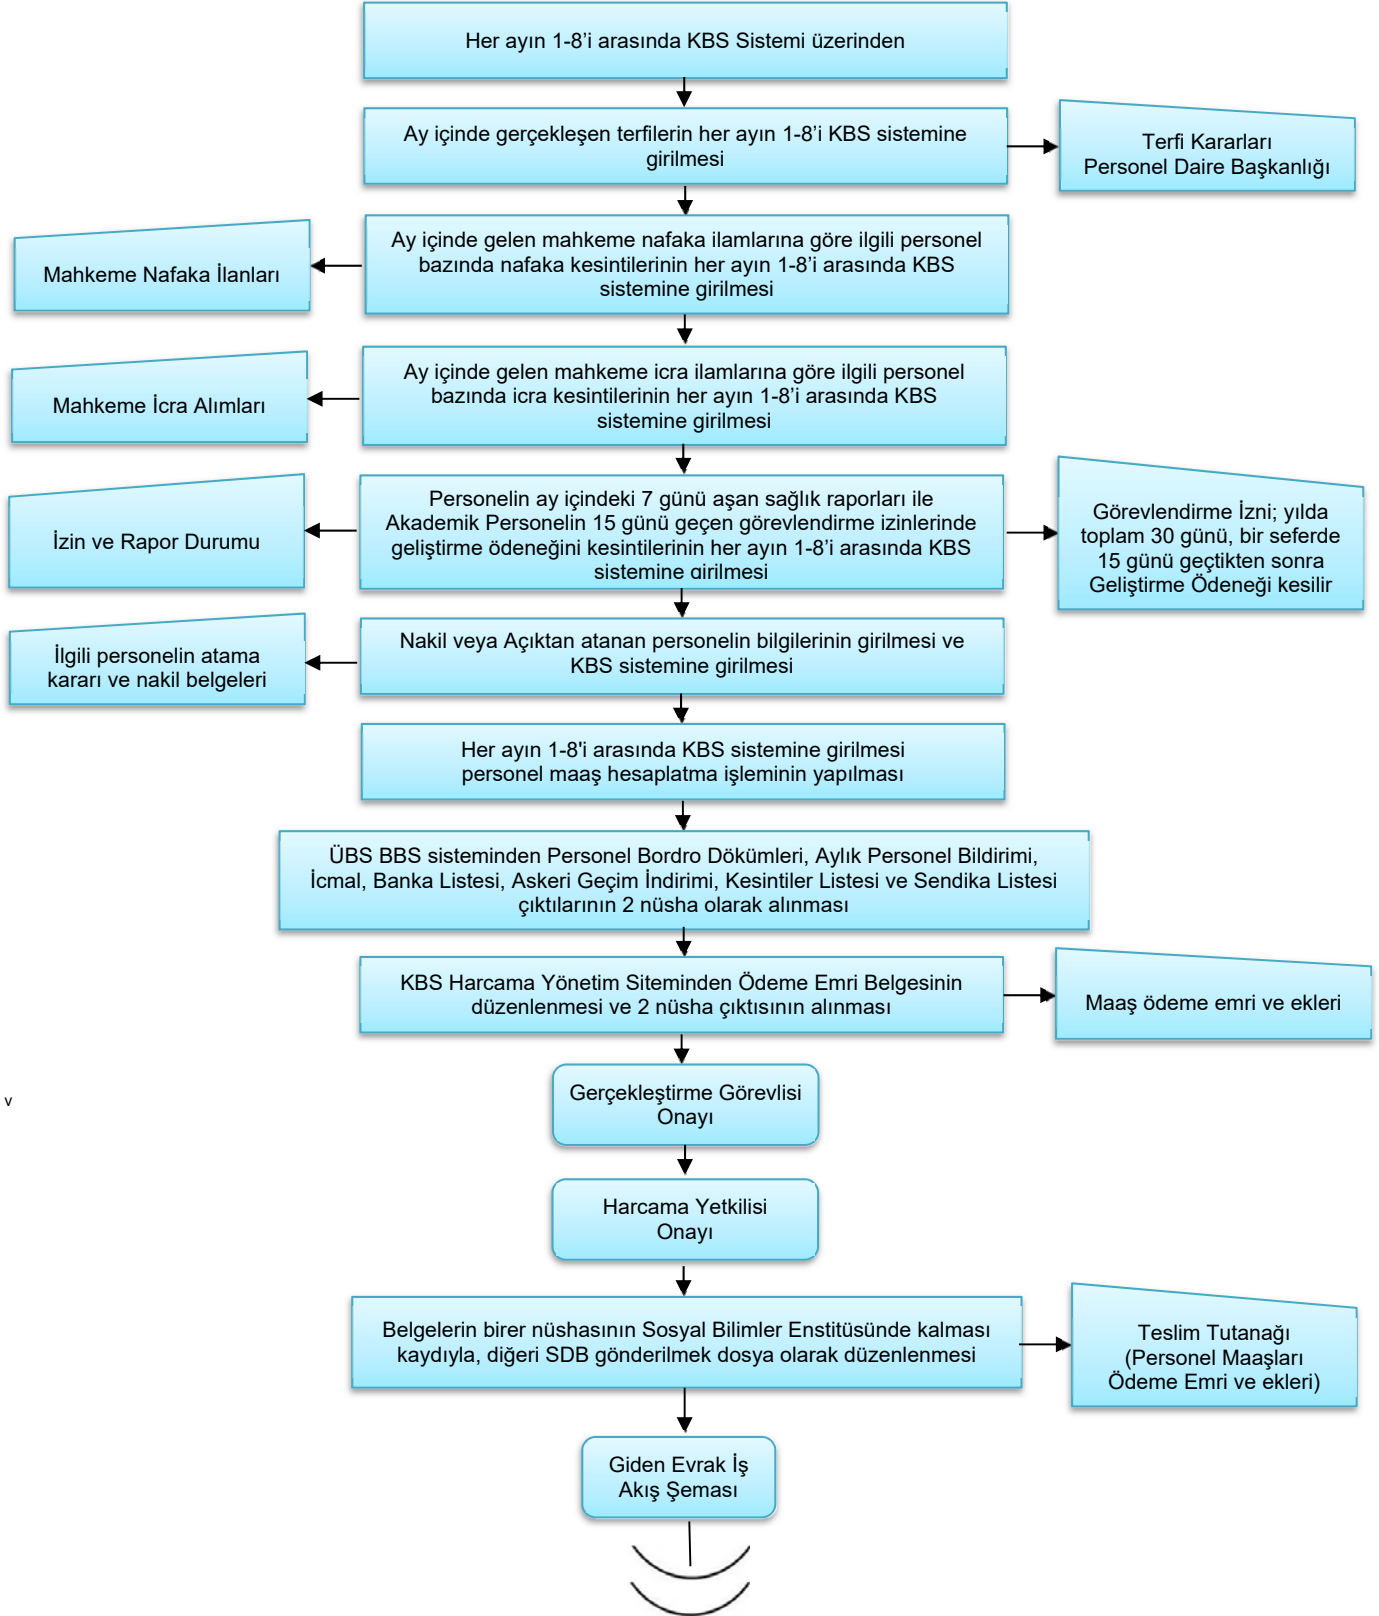 Her ayın 1-8’i arasında KBS Sistemi üzerinden
Ay içinde gerçekleşen terfilerin her ayın 1-8’i KBS sistemine
girilmesi
Terfi Kararları
Personel Daire Başkanlığı
Ay içinde gelen mahkeme nafaka ilamlarına göre ilgili personel
bazında nafaka kesintilerinin her ayın 1-8’i arasında KBS
sistemine girilmesi
Mahkeme Nafaka İlanları
Ay içinde gelen mahkeme icra ilamlarına göre ilgili personel
bazında icra kesintilerinin her ayın 1-8’i arasında KBS
sistemine girilmesi
Mahkeme İcra Alımları
Personelin ay içindeki 7 günü aşan sağlık raporları ile
Akademik Personelin 15 günü geçen görevlendirme izinlerinde
geliştirme ödeneğini kesintilerinin her ayın 1-8’i arasında KBS
sistemine girilmesi
İzin ve Rapor Durumu
Görevlendirme İzni; yılda
toplam 30 günü, bir seferde
15 günü geçtikten sonra
Geliştirme Ödeneği kesilir
Nakil veya Açıktan atanan personelin bilgilerinin girilmesi ve
KBS sistemine girilmesi
İlgili personelin atama
kararı ve nakil belgeleri
Her ayın 1-8'i arasında KBS sistemine girilmesi
personel maaş hesaplatma işleminin yapılması
ÜBS BBS sisteminden Personel Bordro Dökümleri, Aylık Personel Bildirimi,
İcmal, Banka Listesi, Askeri Geçim İndirimi, Kesintiler Listesi ve Sendika Listesi
çıktılarının 2 nüsha olarak alınması
KBS Harcama Yönetim Siteminden Ödeme Emri Belgesinin
düzenlenmesi ve 2 nüsha çıktısının alınması
Maaş ödeme emri ve ekleri
Gerçekleştirme Görevlisi
Onayı
v
Harcama Yetkilisi
Onayı
Belgelerin birer nüshasının Sosyal Bilimler Enstitüsünde kalması
kaydıyla, diğeri SDB gönderilmek dosya olarak düzenlenmesi
Teslim Tutanağı
(Personel Maaşları
Ödeme Emri ve ekleri)
Giden Evrak İş
Akış Şeması